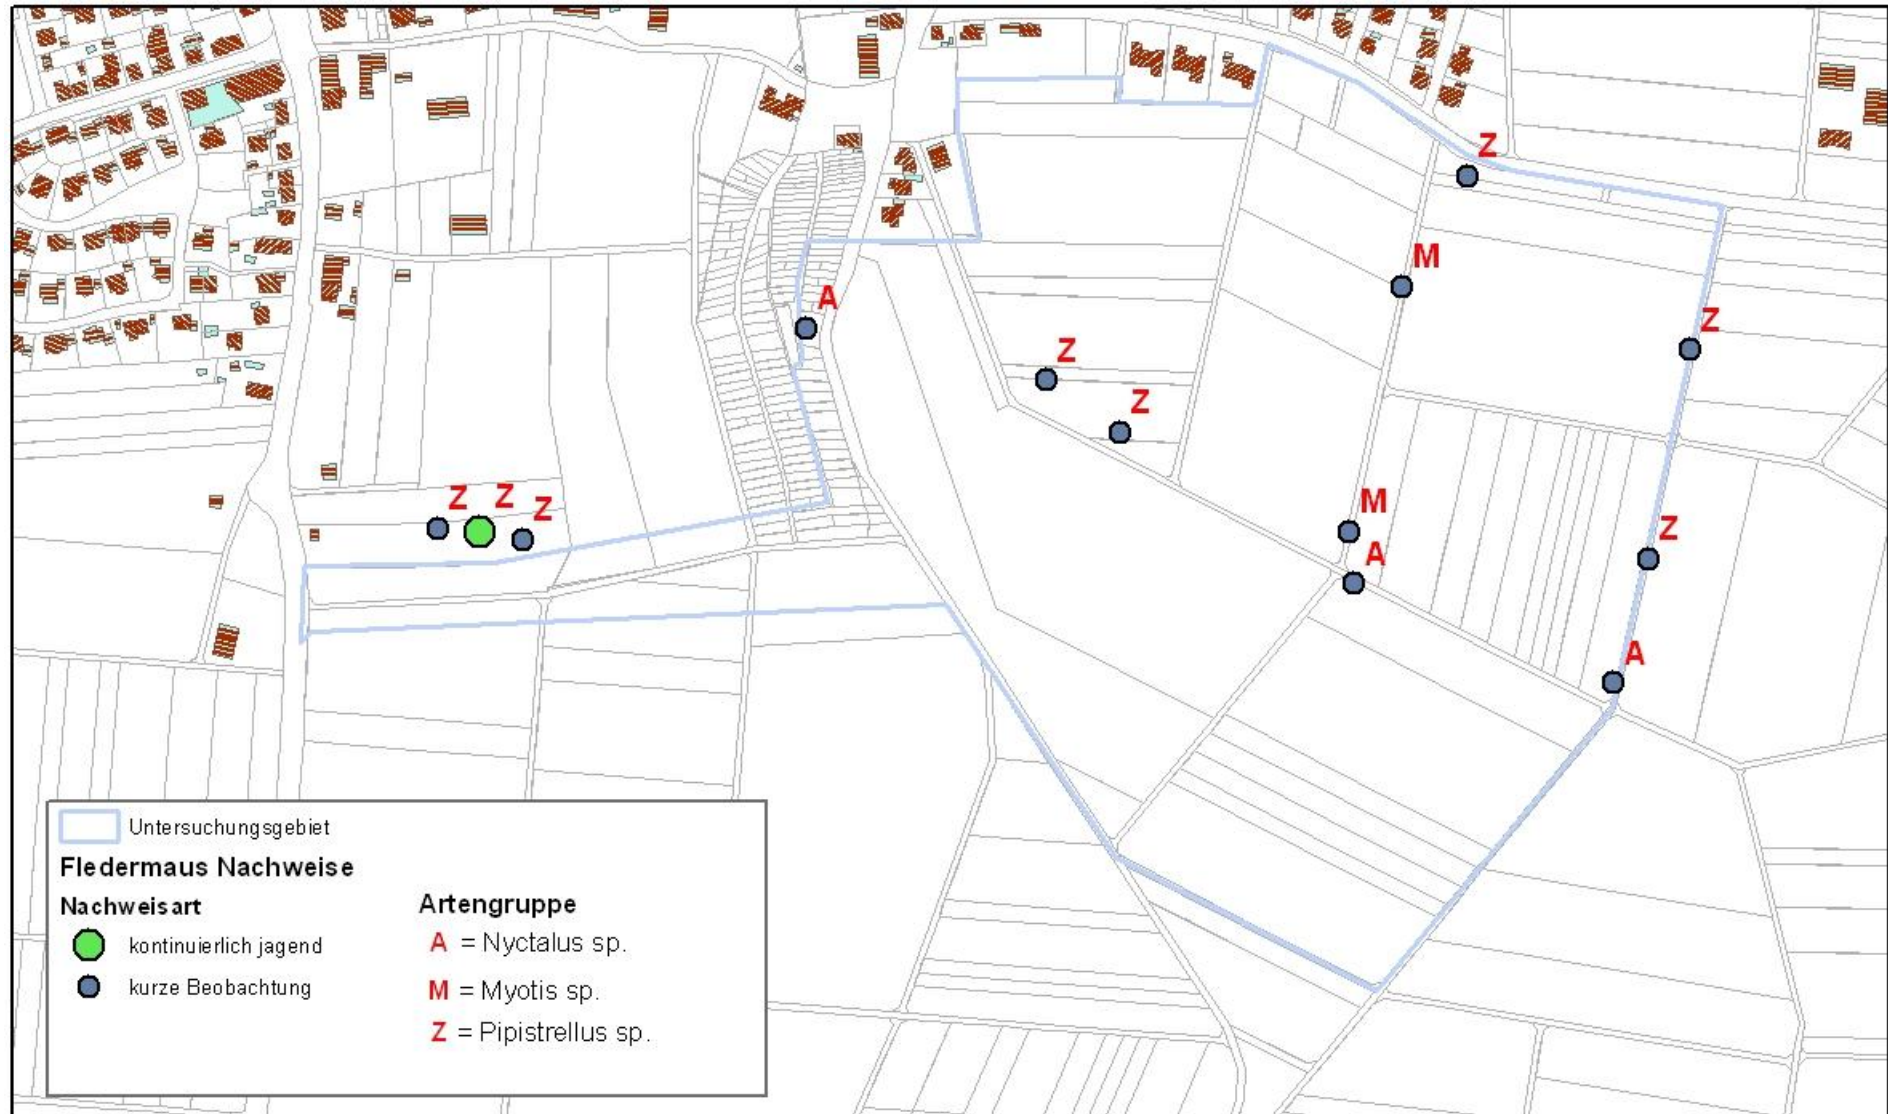 Z
M
A
Z
Z
Z
Z
Z
Z
Z
M
A
Z
A
Untersuchungsgebiet
Fledermaus Nachweise
Nachweisart
kontinuierlich jagend
kurze Beobachtung
Artengruppe
A = Nyctalus sp.
M = Myotis sp.
Z = Pipistrellus sp.